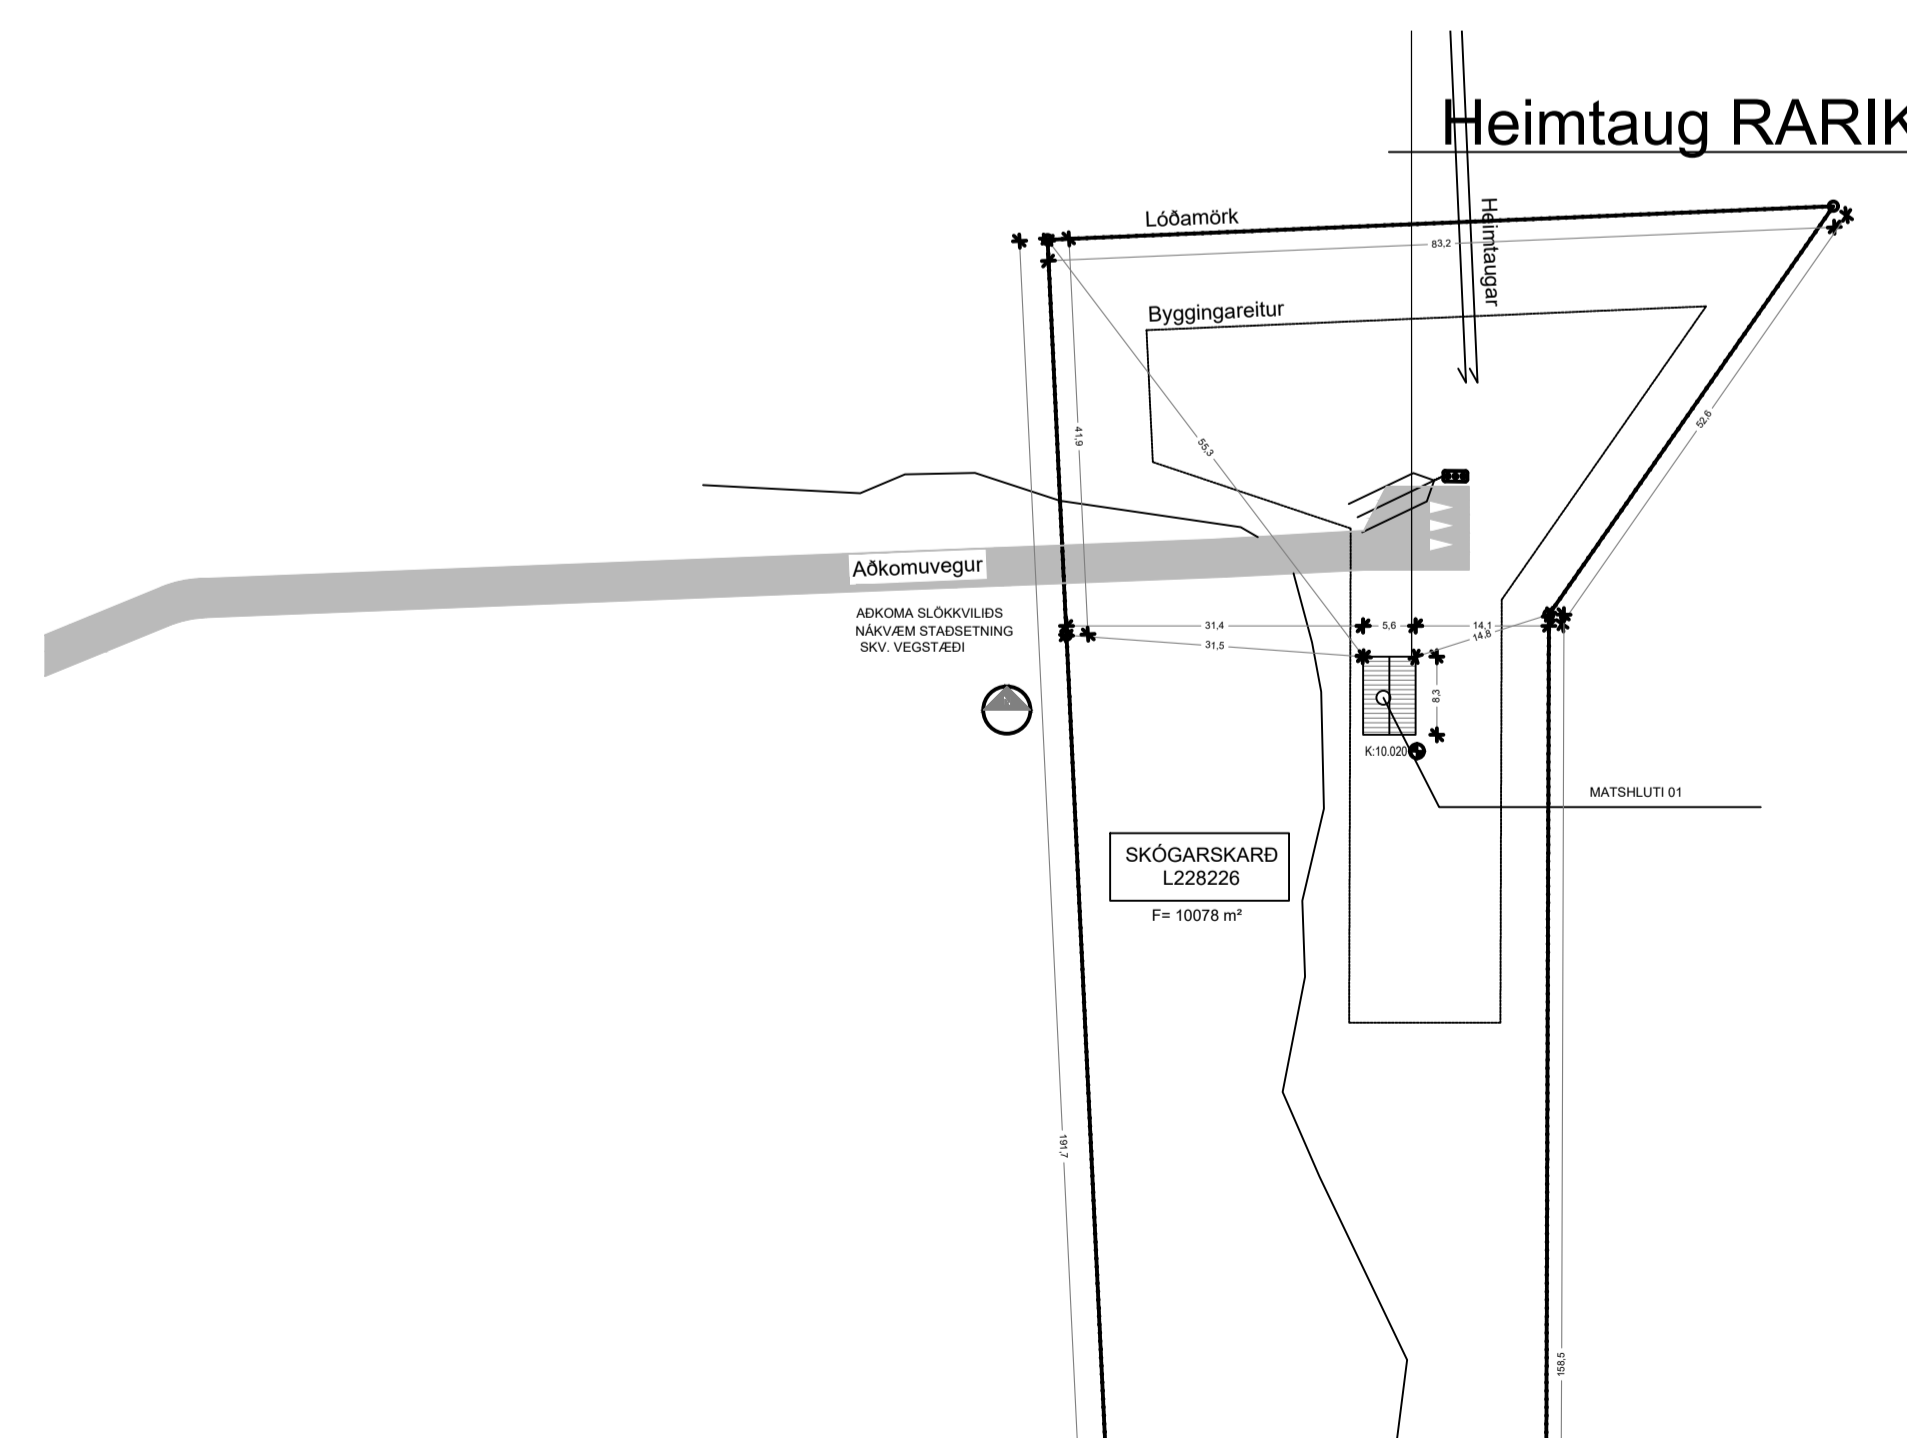 Heimtaug RARIK
Lóðamörk
Heimtaugar
83,2
Byggingareitur
52,6
41,9
55,3
Aðkomuvegur
AÐKOMA SLÖKKVILIÐS
NÁKVÆM STAÐSETNING
SKV. VEGSTÆÐI
31,4
5,6
14,1
14,8
31,5
8,3
K:10.020
MATSHLUTI 01
SKÓGARSKARÐ
L228226
F= 10078 m²
191,7
158,5